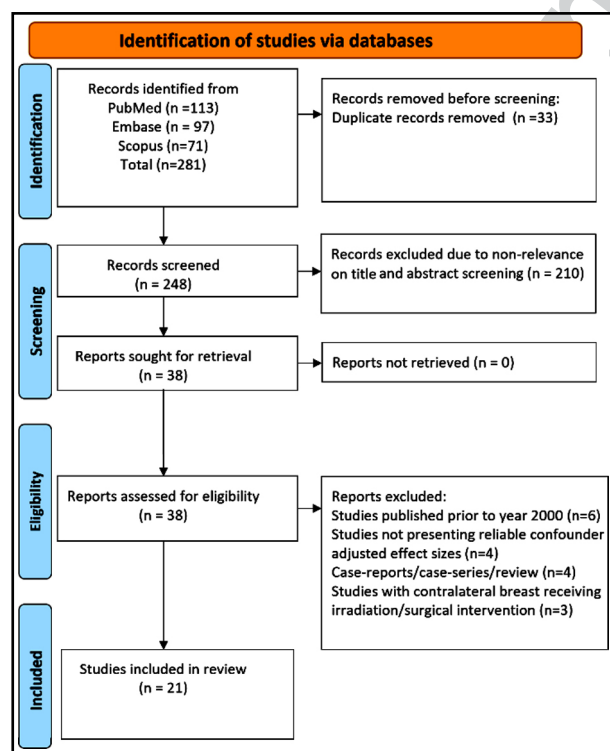 Identification of studies via databases
Identification
Records identified from
PubMed (n =113)
Embase (n = 97)
Scopus (n=71)
Total (n=281)
Records removed before screening:
Duplicate records removed (n =33)
Screening
Records screened
(n = 248)
Records excluded due to non-relevance
on title and abstract screening (n = 210)
Reports sought for retrieval
(n = 38)
Reports not retrieved (n = 0)
Eligibility
Reports assessed for eligibility
(n = 38)
Reports excluded:
Studies published prior to year 2000 (n=6)
Studies not presenting reliable confounder
adjusted effect sizes (n=4)
Case-reports/case-series/review (n=4)
Studies with contralateral breast receiving
irradiation/surgical intervention (n=3)
Included
Studies included in review
(n = 21)